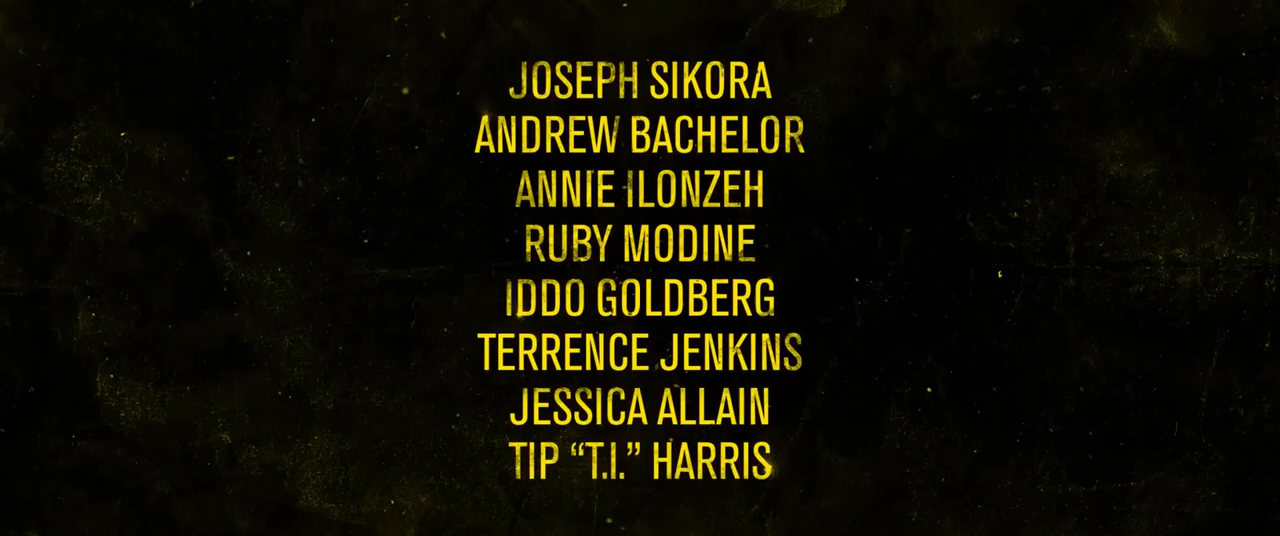 JOSEPH SIKORA
ANDREW BACHELOR
ANNIE ILONZEH
RUBY MODINE
IDDO GOLDBERG
TERRENCE JENKINS
JESSICA ALLAIN
TIP “T.I.” HARRIS